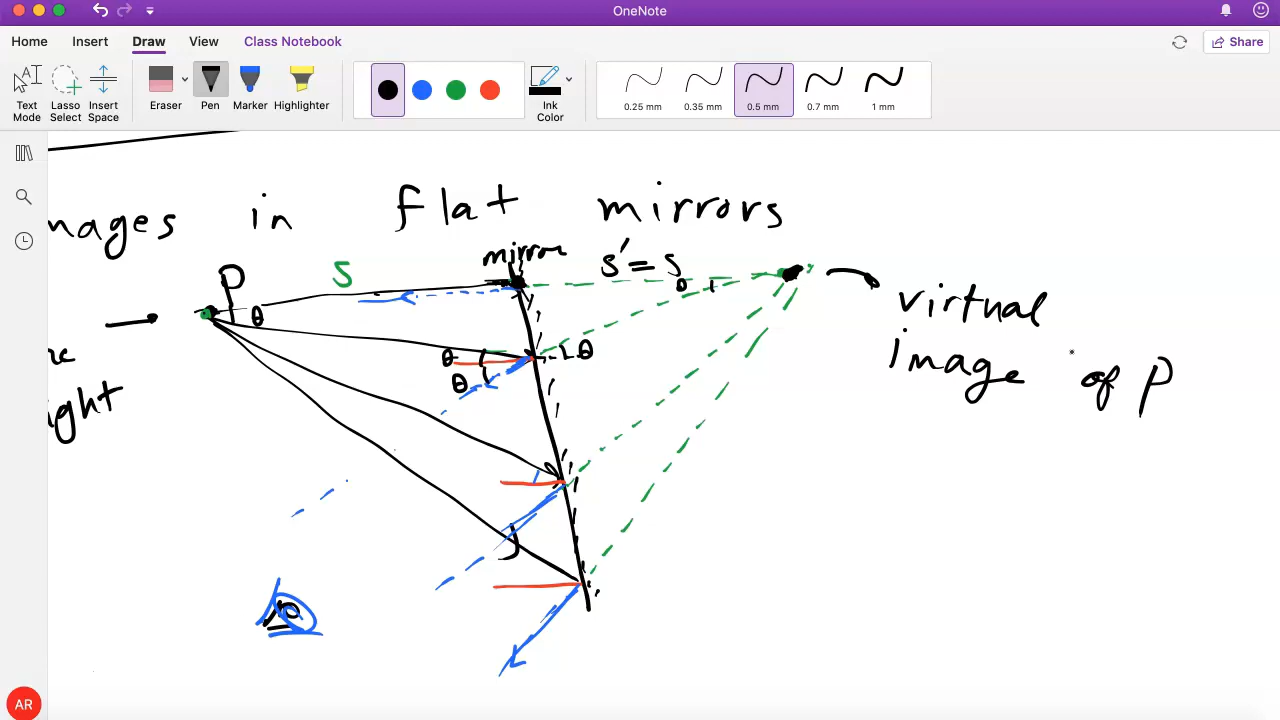 OneNote
Home Insert Draw View Class Notebook
Share
Text Mode
Lasso Select
Insert Space
Eraser
Pen
Marker
Highlighter
Ink Color
0.25 mm
0.35 mm
0.5 mm
0.7 mm
1 mm
mages in flat mirrors
mirror
P
S
s' = s
θ
θ
θ
θ
virtual
image of P
ight
AR